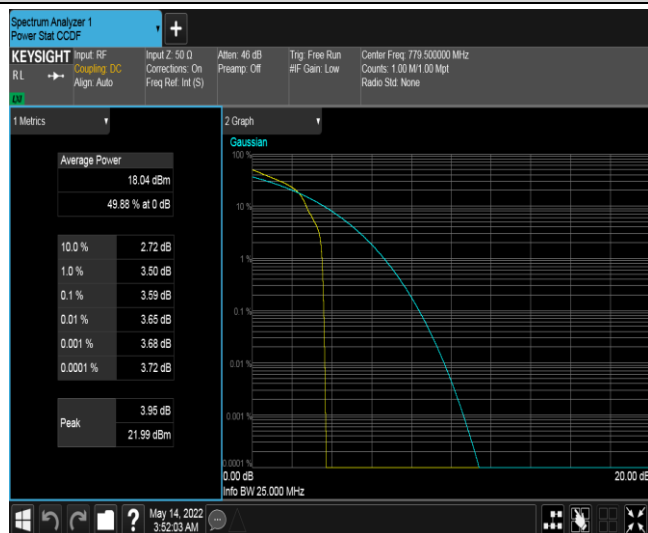 Spectrum Analyzer 1
Power Stat CCDF
+
KEYSIGHT
RL
LXI
Input: RF
Coupling: DC
Align: Auto
Input Z: 50 Ω
Corrections: On
Freq Ref: Int (S)
Atten: 46 dB
Preamp: Off
Trig: Free Run
#IF Gain: Low
Center Freq: 779.500000 MHz
Counts: 1.00 M/1.00 Mpt
Radio Std: None
1 Metrics
Average Power
18.04 dBm
49.88 % at 0 dB
10.0 % 2.72 dB
1.0 % 3.50 dB
0.1 % 3.59 dB
0.01 % 3.65 dB
0.001 % 3.68 dB
0.0001 % 3.72 dB
Peak
3.95 dB
21.99 dBm
2 Graph
Gaussian
100 %
10 %
1 %
0.1 %
0.01 %
0.001 %
0.0001 %
0.00 dB 20.00 dB
Info BW 25.000 MHz
? May 14, 2022
3:52:03 AM